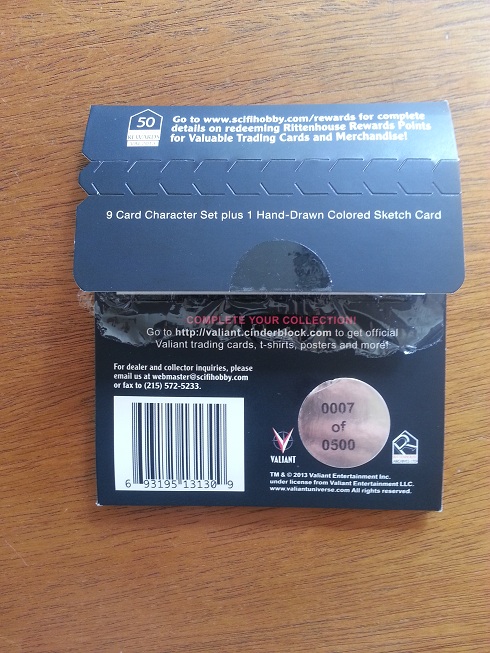 50
REWARDS
Go to www.scifihobby.com/rewards for complete
details on redeeming Rittenhouse Rewards Points
for Valuable Trading Cards and Merchandise!
9 Card Character Set plus 1 Hand-Drawn Colored Sketch Card
COMPLETE YOUR COLLECTION!
Go to http://valiant.cinderblock.com to get official
Valiant trading cards, t-shirts, posters and more!
For dealer and collector inquiries, please
email us at webmaster@scifihobby.com
or fax to (215) 572-5233.
6 93195 13130 9
VALIANT
0007
of
0500
TM & © 2013 Valiant Entertainment Inc.
under license from Valiant Entertainment LLC.
www.valiantuniverse.com All rights reserved.